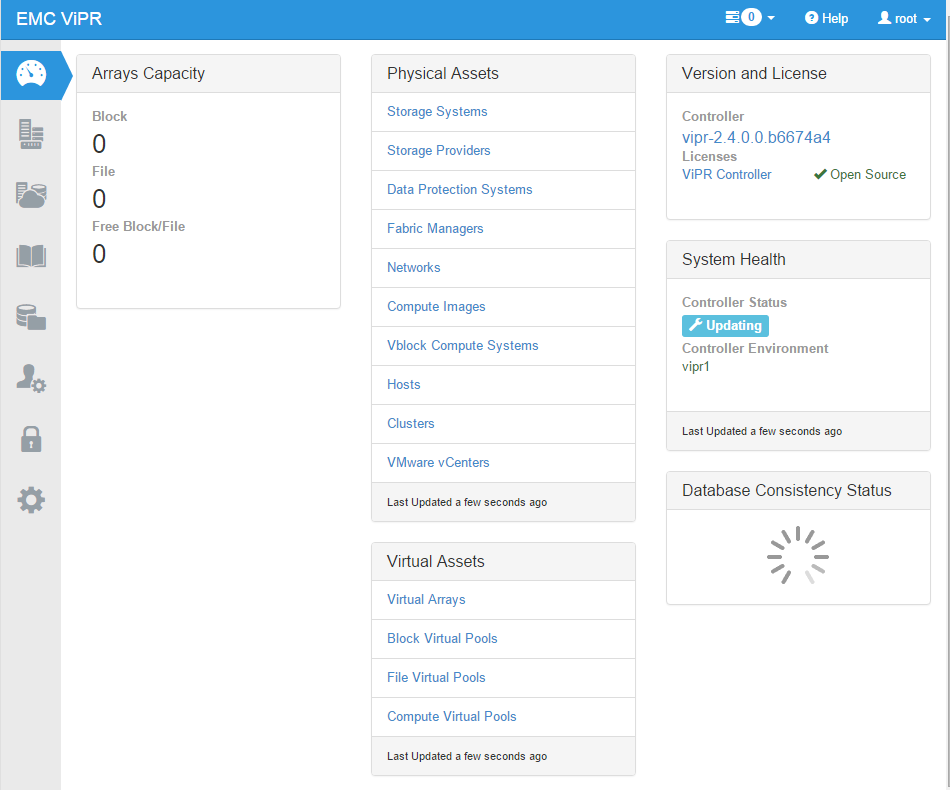 EMC ViPR
0
Help
root
Arrays Capacity
Block
0
File
0
Free Block/File
0
Physical Assets
Storage Systems
Storage Providers
Data Protection Systems
Fabric Managers
Networks
Compute Images
Vblock Compute Systems
Hosts
Clusters
VMware vCenters
Last Updated a few seconds ago
Virtual Assets
Virtual Arrays
Block Virtual Pools
File Virtual Pools
Compute Virtual Pools
Last Updated a few seconds ago
Version and License
Controller
vipr-2.4.0.0.b6674a4
Licenses
ViPR Controller Open Source
System Health
Controller Status
Updating
Controller Environment
vipr1
Last Updated a few seconds ago
Database Consistency Status